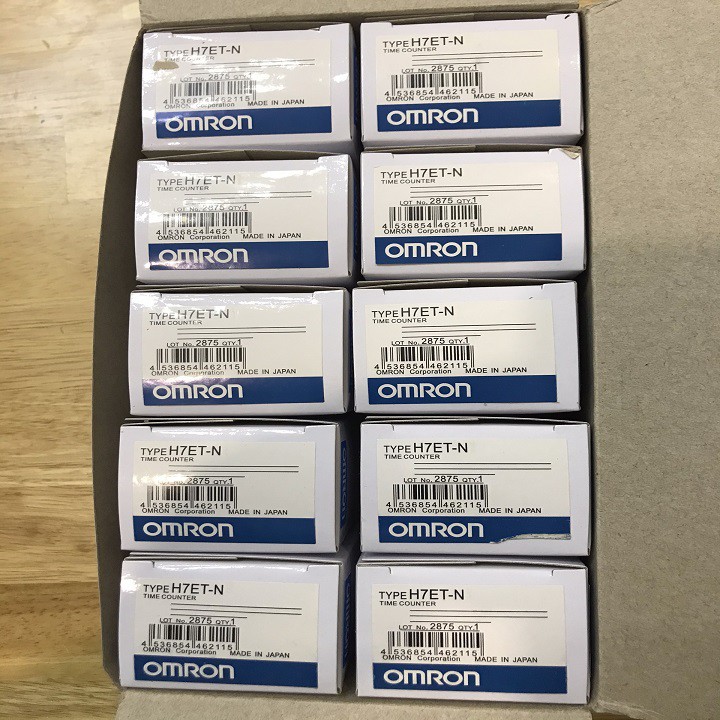 TYPE H7ET-N
TIME COUNTER
LOT No. 2875 QTY.1
4 536854 462115
OMRON Corporation MADE IN JAPAN
OMRON
TYPE H7ET-N
TIME COUNTER
LOT No. 2875 QTY.1
4 536854 462115
OMRON Corporation MADE IN JAPAN
OMRON
TYPE H7ET-N
TIME COUNTER
LOT No. 2875 QTY.1
4 536854 462115
OMRON Corporation MADE IN JAPAN
OMRON
TYPE H7ET-N
TIME COUNTER
LOT No. 2875 QTY.1
4 536854 462115
OMRON Corporation MADE IN JAPAN
OMRON
TYPE H7ET-N
TIME COUNTER
LOT No. 2875 QTY.1
4 536854 462115
OMRON Corporation MADE IN JAPAN
OMRON
TYPE H7ET-N
TIME COUNTER
LOT No. 2875 QTY.1
4 536854 462115
OMRON Corporation MADE IN JAPAN
OMRON
TYPE H7ET-N
TIME COUNTER
2875 QTY.1
4 536854 462115
OMRON Corporation MADE IN JAPAN
OMRON
OMRON
TYPE H7ET-N
TIME COUNTER
LOT No. 2875 QTY.1
4 536854 462115
OMRON Corporation MADE IN JAPAN
OMRON
TYPE H7ET-N
TIME COUNTER
LOT No. 2875 QTY.1
4 536854 462115
OMRON Corporation MADE IN JAPAN
OMRON
TYPE H7ET-N
TIME COUNTER
LOT No. 2875 QTY.1
4 536854 462115
OMRON Corporation MADE IN JAPAN
OMRON